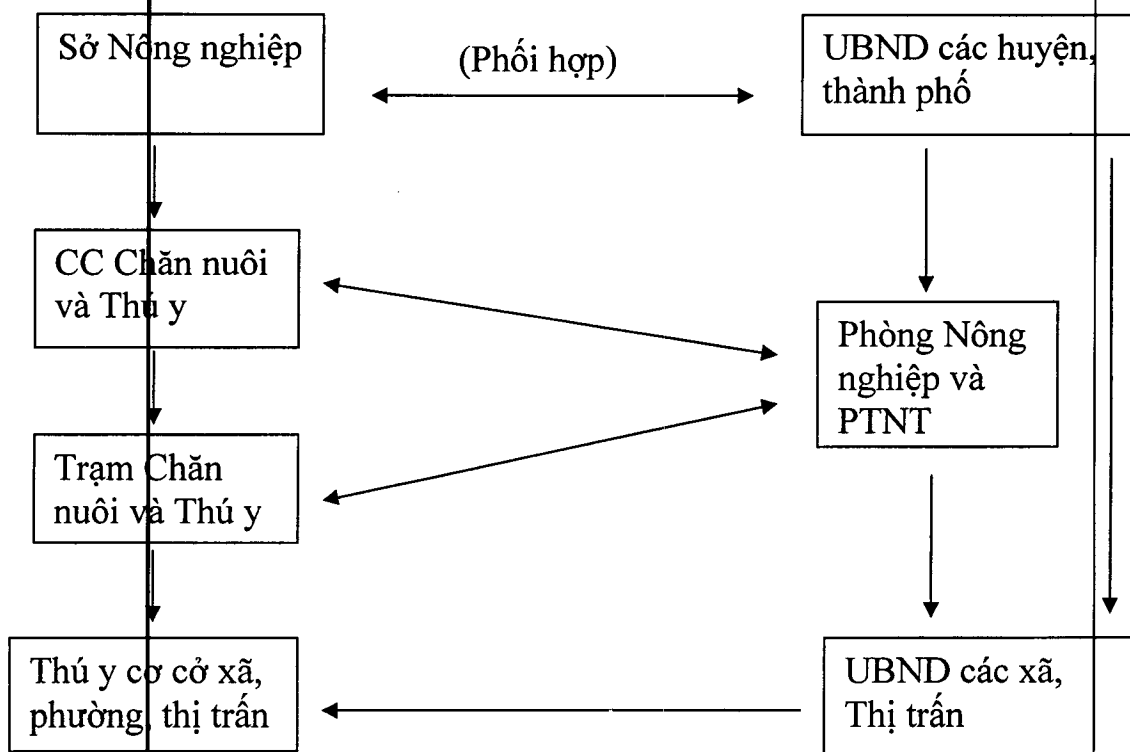 Sở Nông nghiệp
(Phối hợp)
UBND các huyện,
thành phố
CC Chăn nuôi
và Thú y
Phòng Nông
nghiệp và
PTNT
Trạm Chăn
nuôi và Thú y
Thú y cơ cở xã,
phường, thị trấn
UBND các xã,
Thị trấn